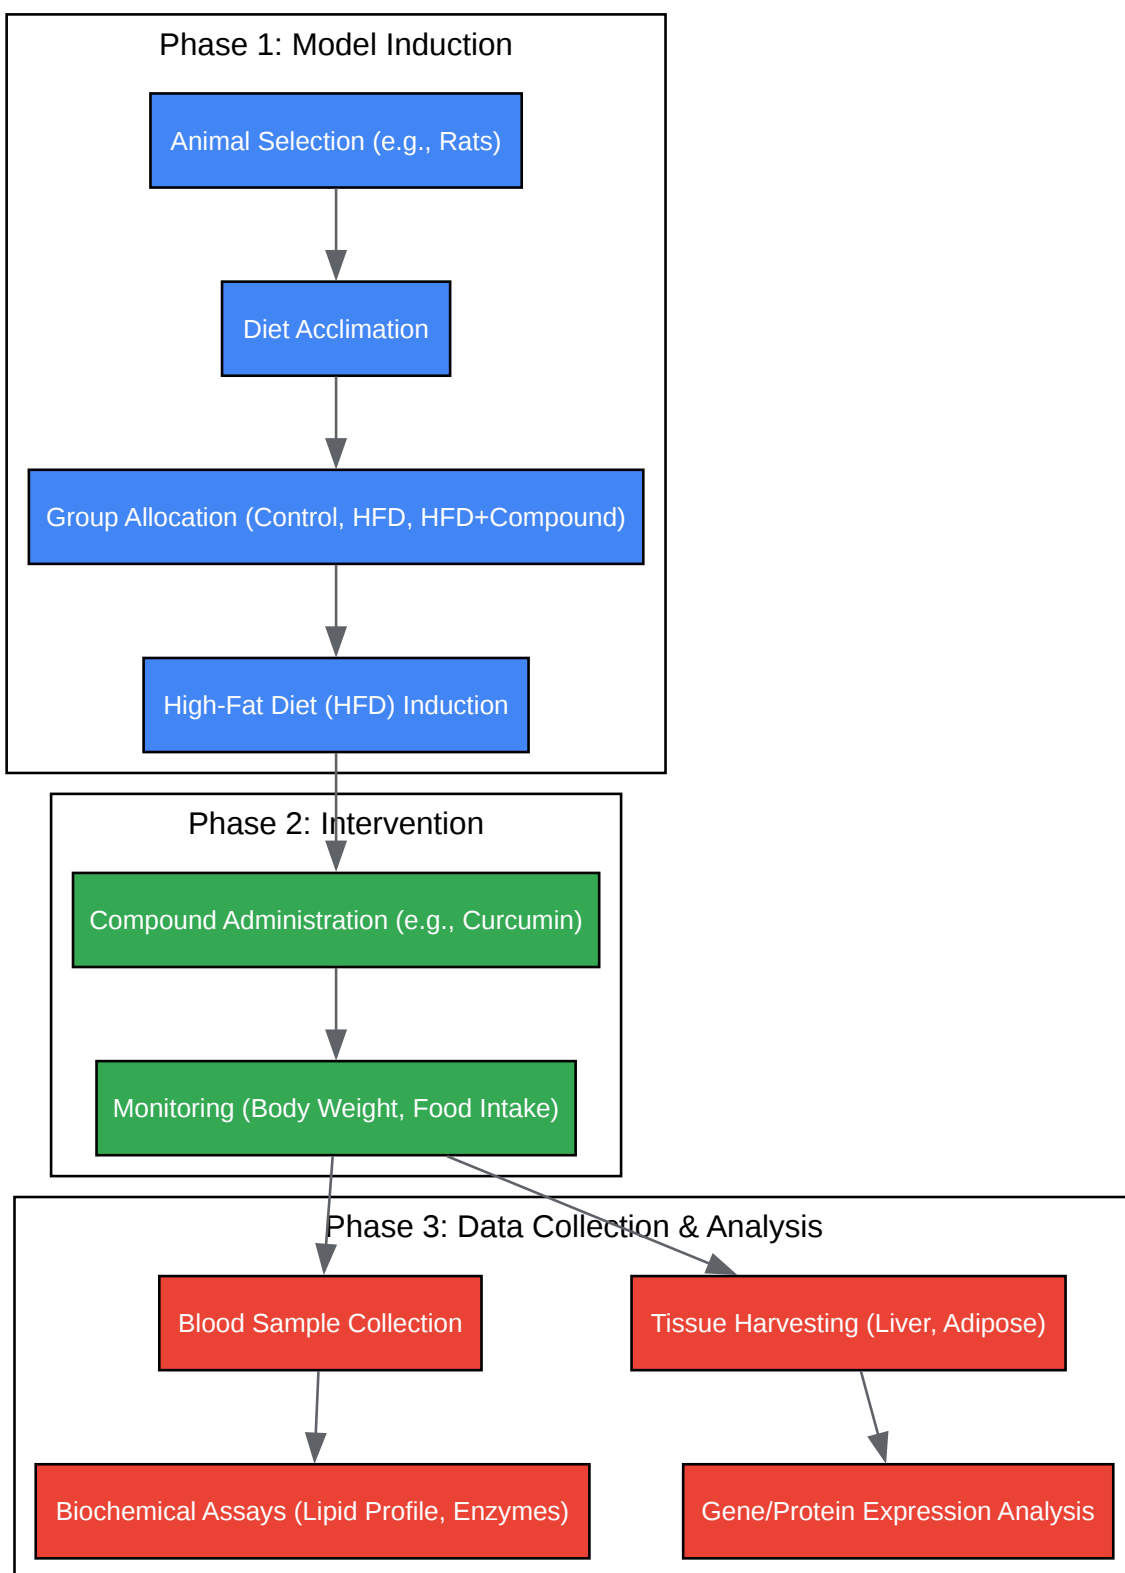 Phase 1: Model Induction
Animal Selection (e.g., Rats)
Diet Acclimation
Group Allocation (Control, HFD, HFD+Compound)
High-Fat Diet (HFD) Induction
Phase 2: Intervention
Compound Administration (e.g., Curcumin)
Monitoring (Body Weight, Food Intake)
Phase 3: Data Collection & Analysis
Blood Sample Collection
Tissue Harvesting (Liver, Adipose)
Biochemical Assays (Lipid Profile, Enzymes)
Gene/Protein Expression Analysis